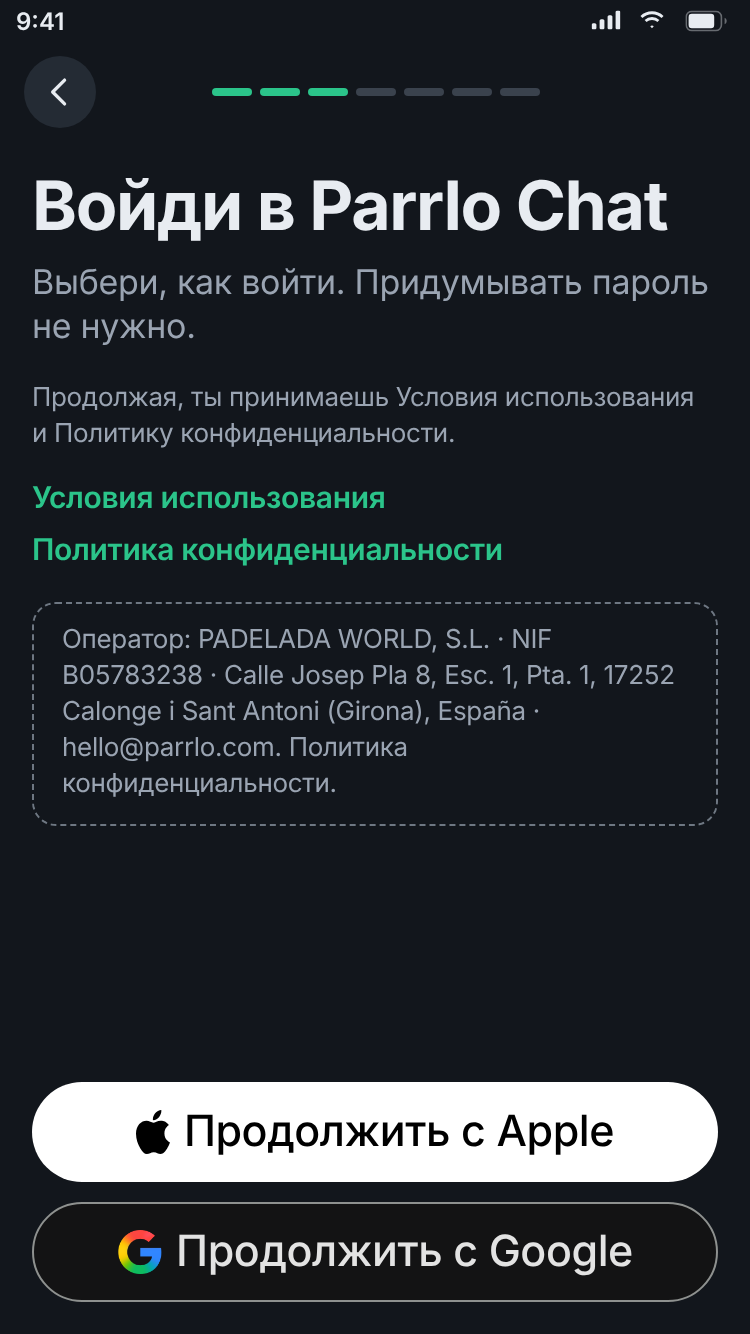 9:41
Войди в Parrlo Chat
Выбери, как войти. Придумывать пароль
не нужно.
Продолжая, ты принимаешь Условия использования
и Политику конфиденциальности.
Условия использования
Политика конфиденциальности
Оператор: PADELADA WORLD, S.L. · NIF
B05783238 · Calle Josep Pla 8, Esc. 1, Pta. 1, 17252
Calonge i Sant Antoni (Girona), España ·
hello@parrlo.com. Политика
конфиденциальности.
Продолжить с Apple
Продолжить с Google